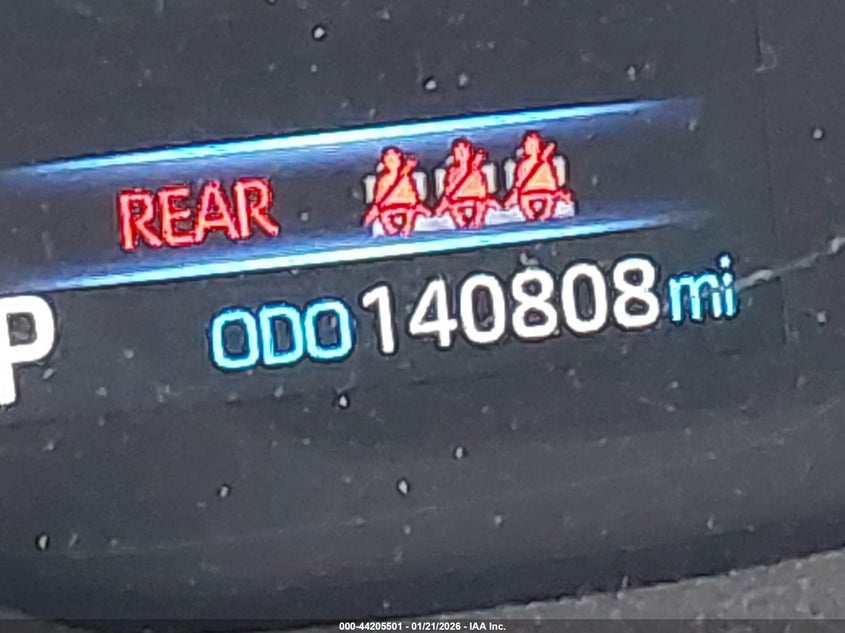 REAR
P
ODO 140808 mi
000-44205501 - 01/21/2026 - IAA Inc.